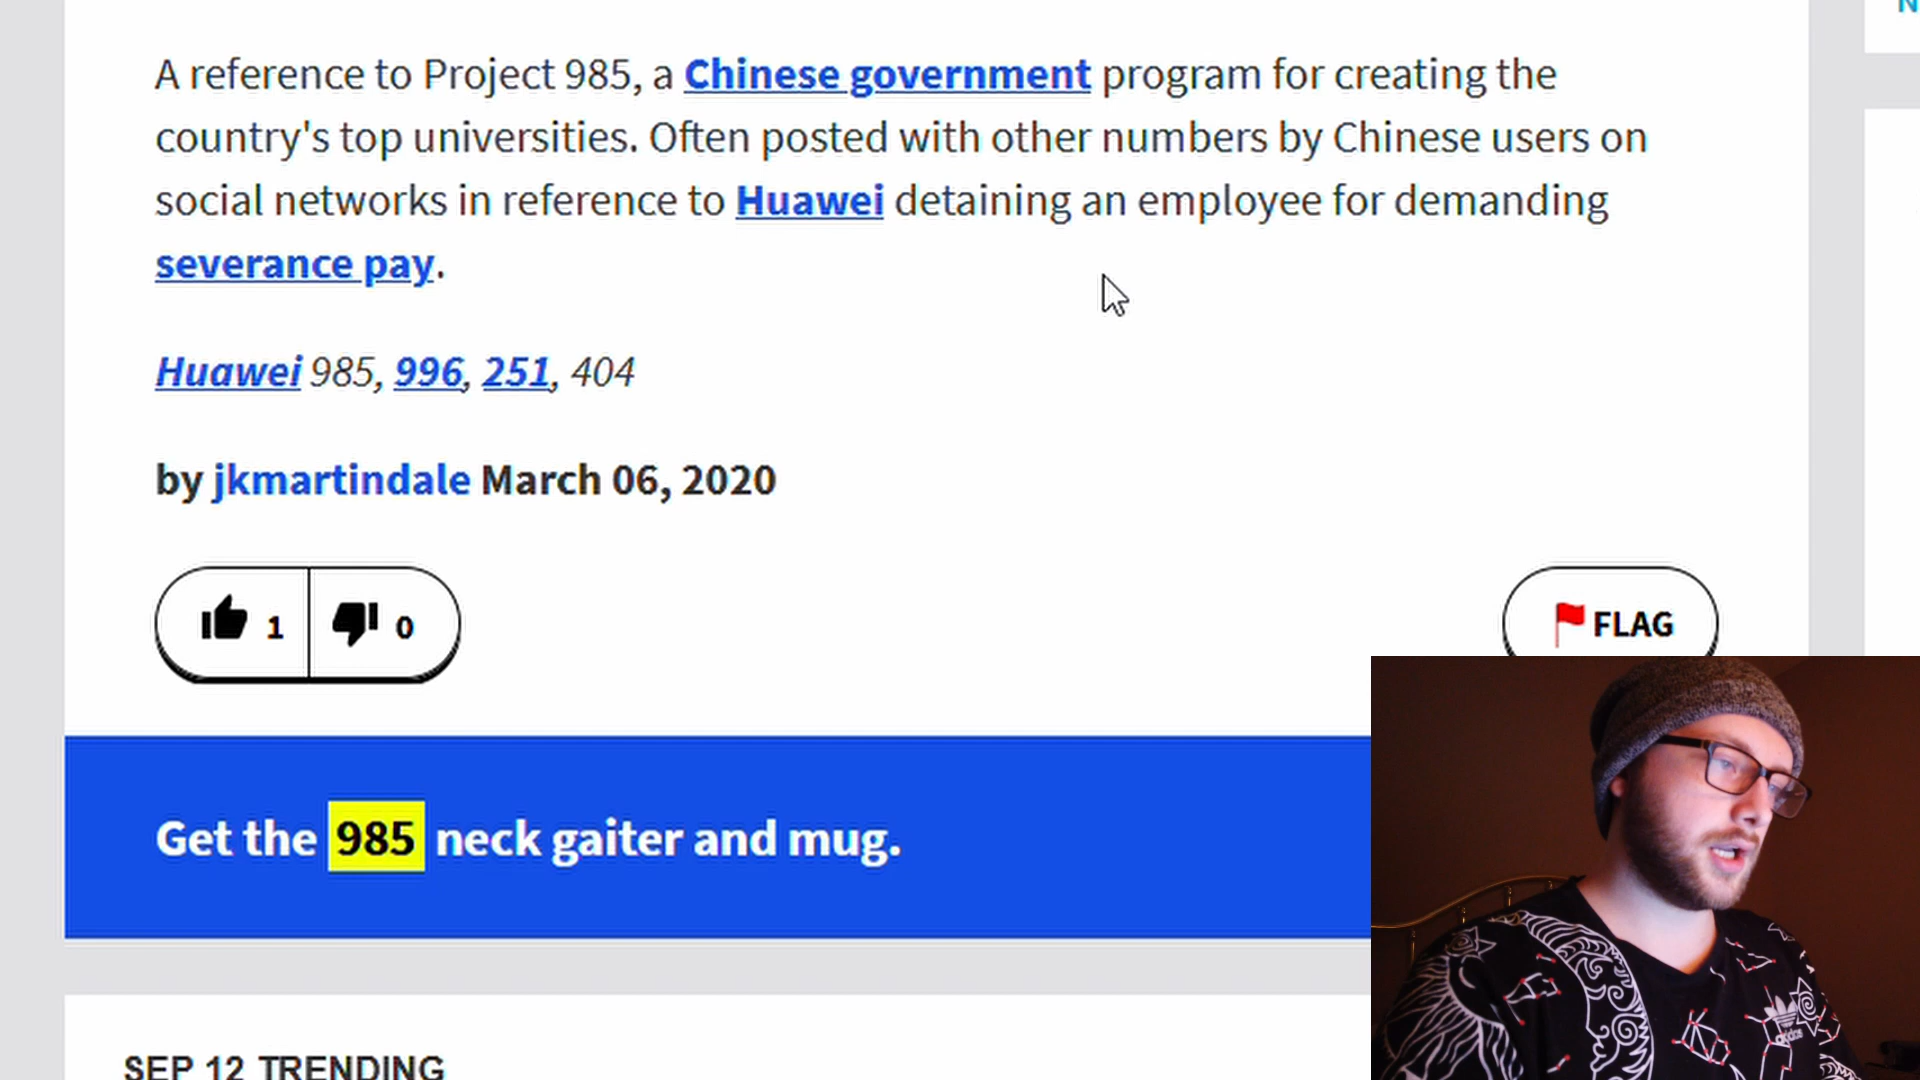 A reference to Project 985, a Chinese government program for creating the
country's top universities. Often posted with other numbers by Chinese users on
social networks in reference to Huawei detaining an employee for demanding
severance pay.
Huawei 985, 996, 251, 404
by jkmartindale March 06, 2020
1
0
FLAG
Get the 985 neck gaiter and mug.
adidas
SEP 12 TRENDING